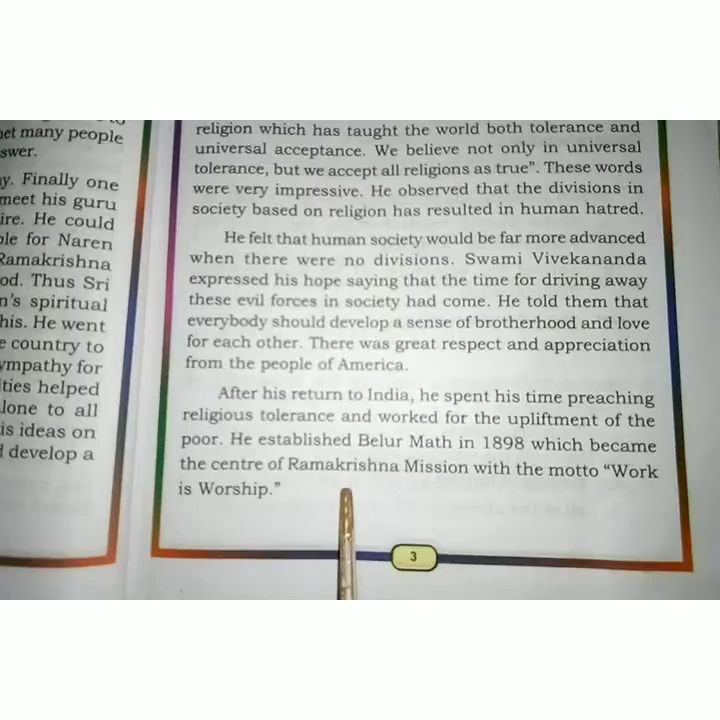 net many people
swer.
y. Finally one
meet his guru
ire. He could
ble for Naren
Ramakrishna
od. Thus Sri
n's spiritual
his. He went
e country to
ympathy for
ties helped
lone to all
is ideas on
d develop a
religion which has taught the world both tolerance and
universal acceptance. We believe not only in universal
tolerance, but we accept all religions as true". These words
were very impressive. He observed that the divisions in
society based on religion has resulted in human hatred.
He felt that human society would be far more advanced
when there were no divisions. Swami Vivekananda
expressed his hope saying that the time for driving away
these evil forces in society had come. He told them that
everybody should develop a sense of brotherhood and love
for each other. There was great respect and appreciation
from the people of America.
After his return to India, he spent his time preaching
religious tolerance and worked for the upliftment of the
poor. He established Belur Math in 1898 which became
the centre of Ramakrishna Mission with the motto “Work
is Worship.”
3